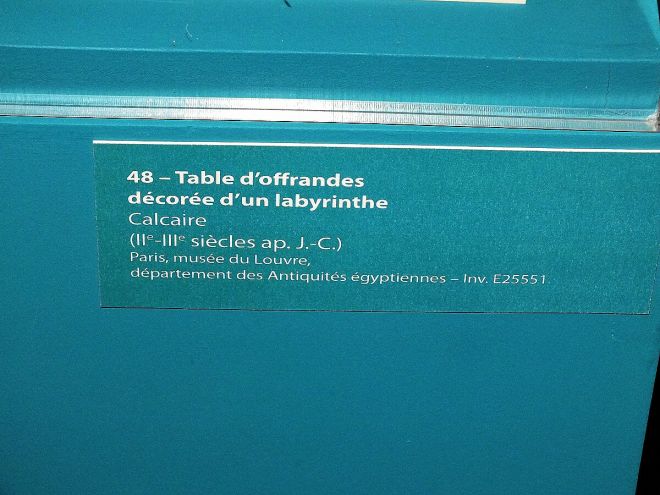 48 – Table d'offrandes
décorée d'un labyrinthe
Calcaire
(IIᵉ-IIIᵉ siècles ap. J.-C.)
Paris, musée du Louvre,
département des Antiquités égyptiennes – Inv. E25551